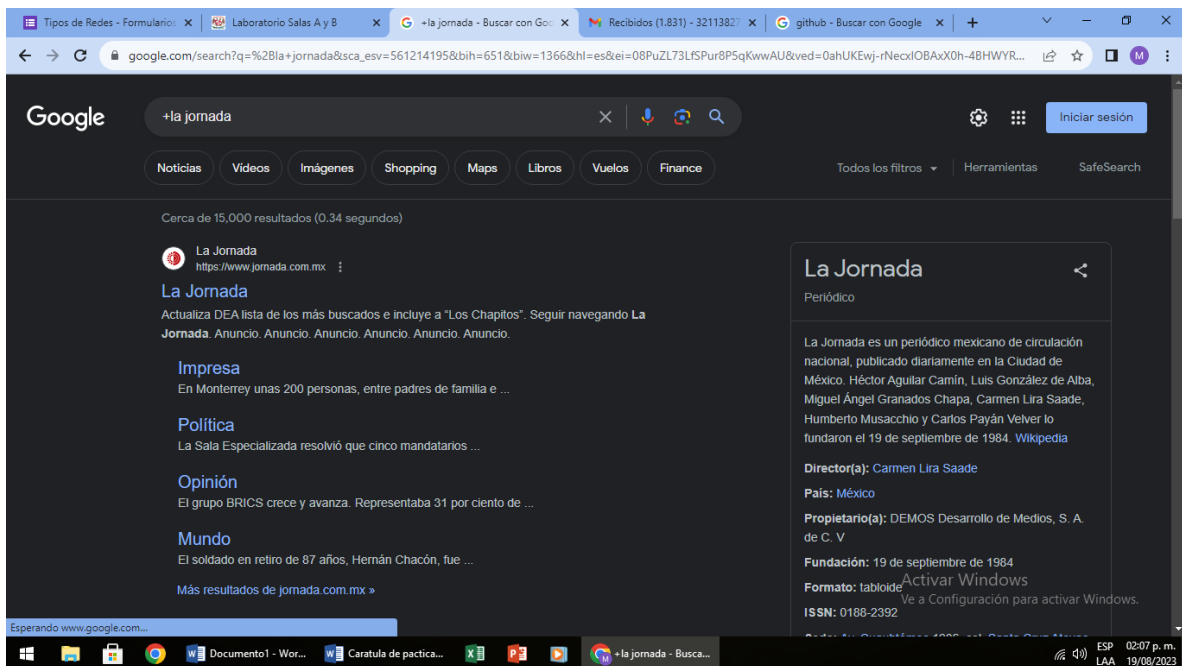 Tipos de Redes - Formularios
Laboratorio Salas A y B
+la jornada - Buscar con Goo
Recibidos (1.831) - 32113827
github - Buscar con Google
google.com/search?q=%2Bla+jornada&sca_esv=561214195&bih=651&biw=1366&hl=es&ei=08PuZL73LfSPur8P5qKwwAU&ved=0ahUKEwj-rNecxIOBAxX0h-4BHWYR...
M
Google
+la jornada
Iniciar sesión
Noticias
Vídeos
Imágenes
Shopping
Maps
Libros
Vuelos
Finance
Todos los filtros
Herramientas
SafeSearch
Cerca de 15,000 resultados (0.34 segundos)
La Jornada
https://www.jornada.com.mx
La Jornada
Actualiza DEA lista de los más buscados e incluye a “Los Chapitos”. Seguir navegando La
Jornada. Anuncio. Anuncio. Anuncio. Anuncio. Anuncio. Anuncio.
Impresa
En Monterrey unas 200 personas, entre padres de familia e ...
Política
La Sala Especializada resolvió que cinco mandatarios ...
Opinión
El grupo BRICS crece y avanza. Representaba 31 por ciento de ...
Mundo
El soldado en retiro de 87 años, Hernán Chacón, fue ...
Más resultados de jornada.com.mx »
La Jornada
Periódico
La Jornada es un periódico mexicano de circulación
nacional, publicado diariamente en la Ciudad de
México. Héctor Aguilar Camín, Luis González de Alba,
Miguel Ángel Granados Chapa, Carmen Lira Saade,
Humberto Musacchio y Carlos Payán Velver lo
fundaron el 19 de septiembre de 1984. Wikipedia
Director(a): Carmen Lira Saade
País: México
Propietario(a): DEMOS Desarrollo de Medios, S. A.
de C. V
Fundación: 19 de septiembre de 1984
Formato: tabloide
ISSN: 0188-2392
Activar Windows
Ve a Configuración para activar Windows.
Esperando www.google.com...
Documento1 - Wor...
Caratula de pactica...
+la jornada - Busca...
ESP
LAA
02:07 p. m.
19/08/2023